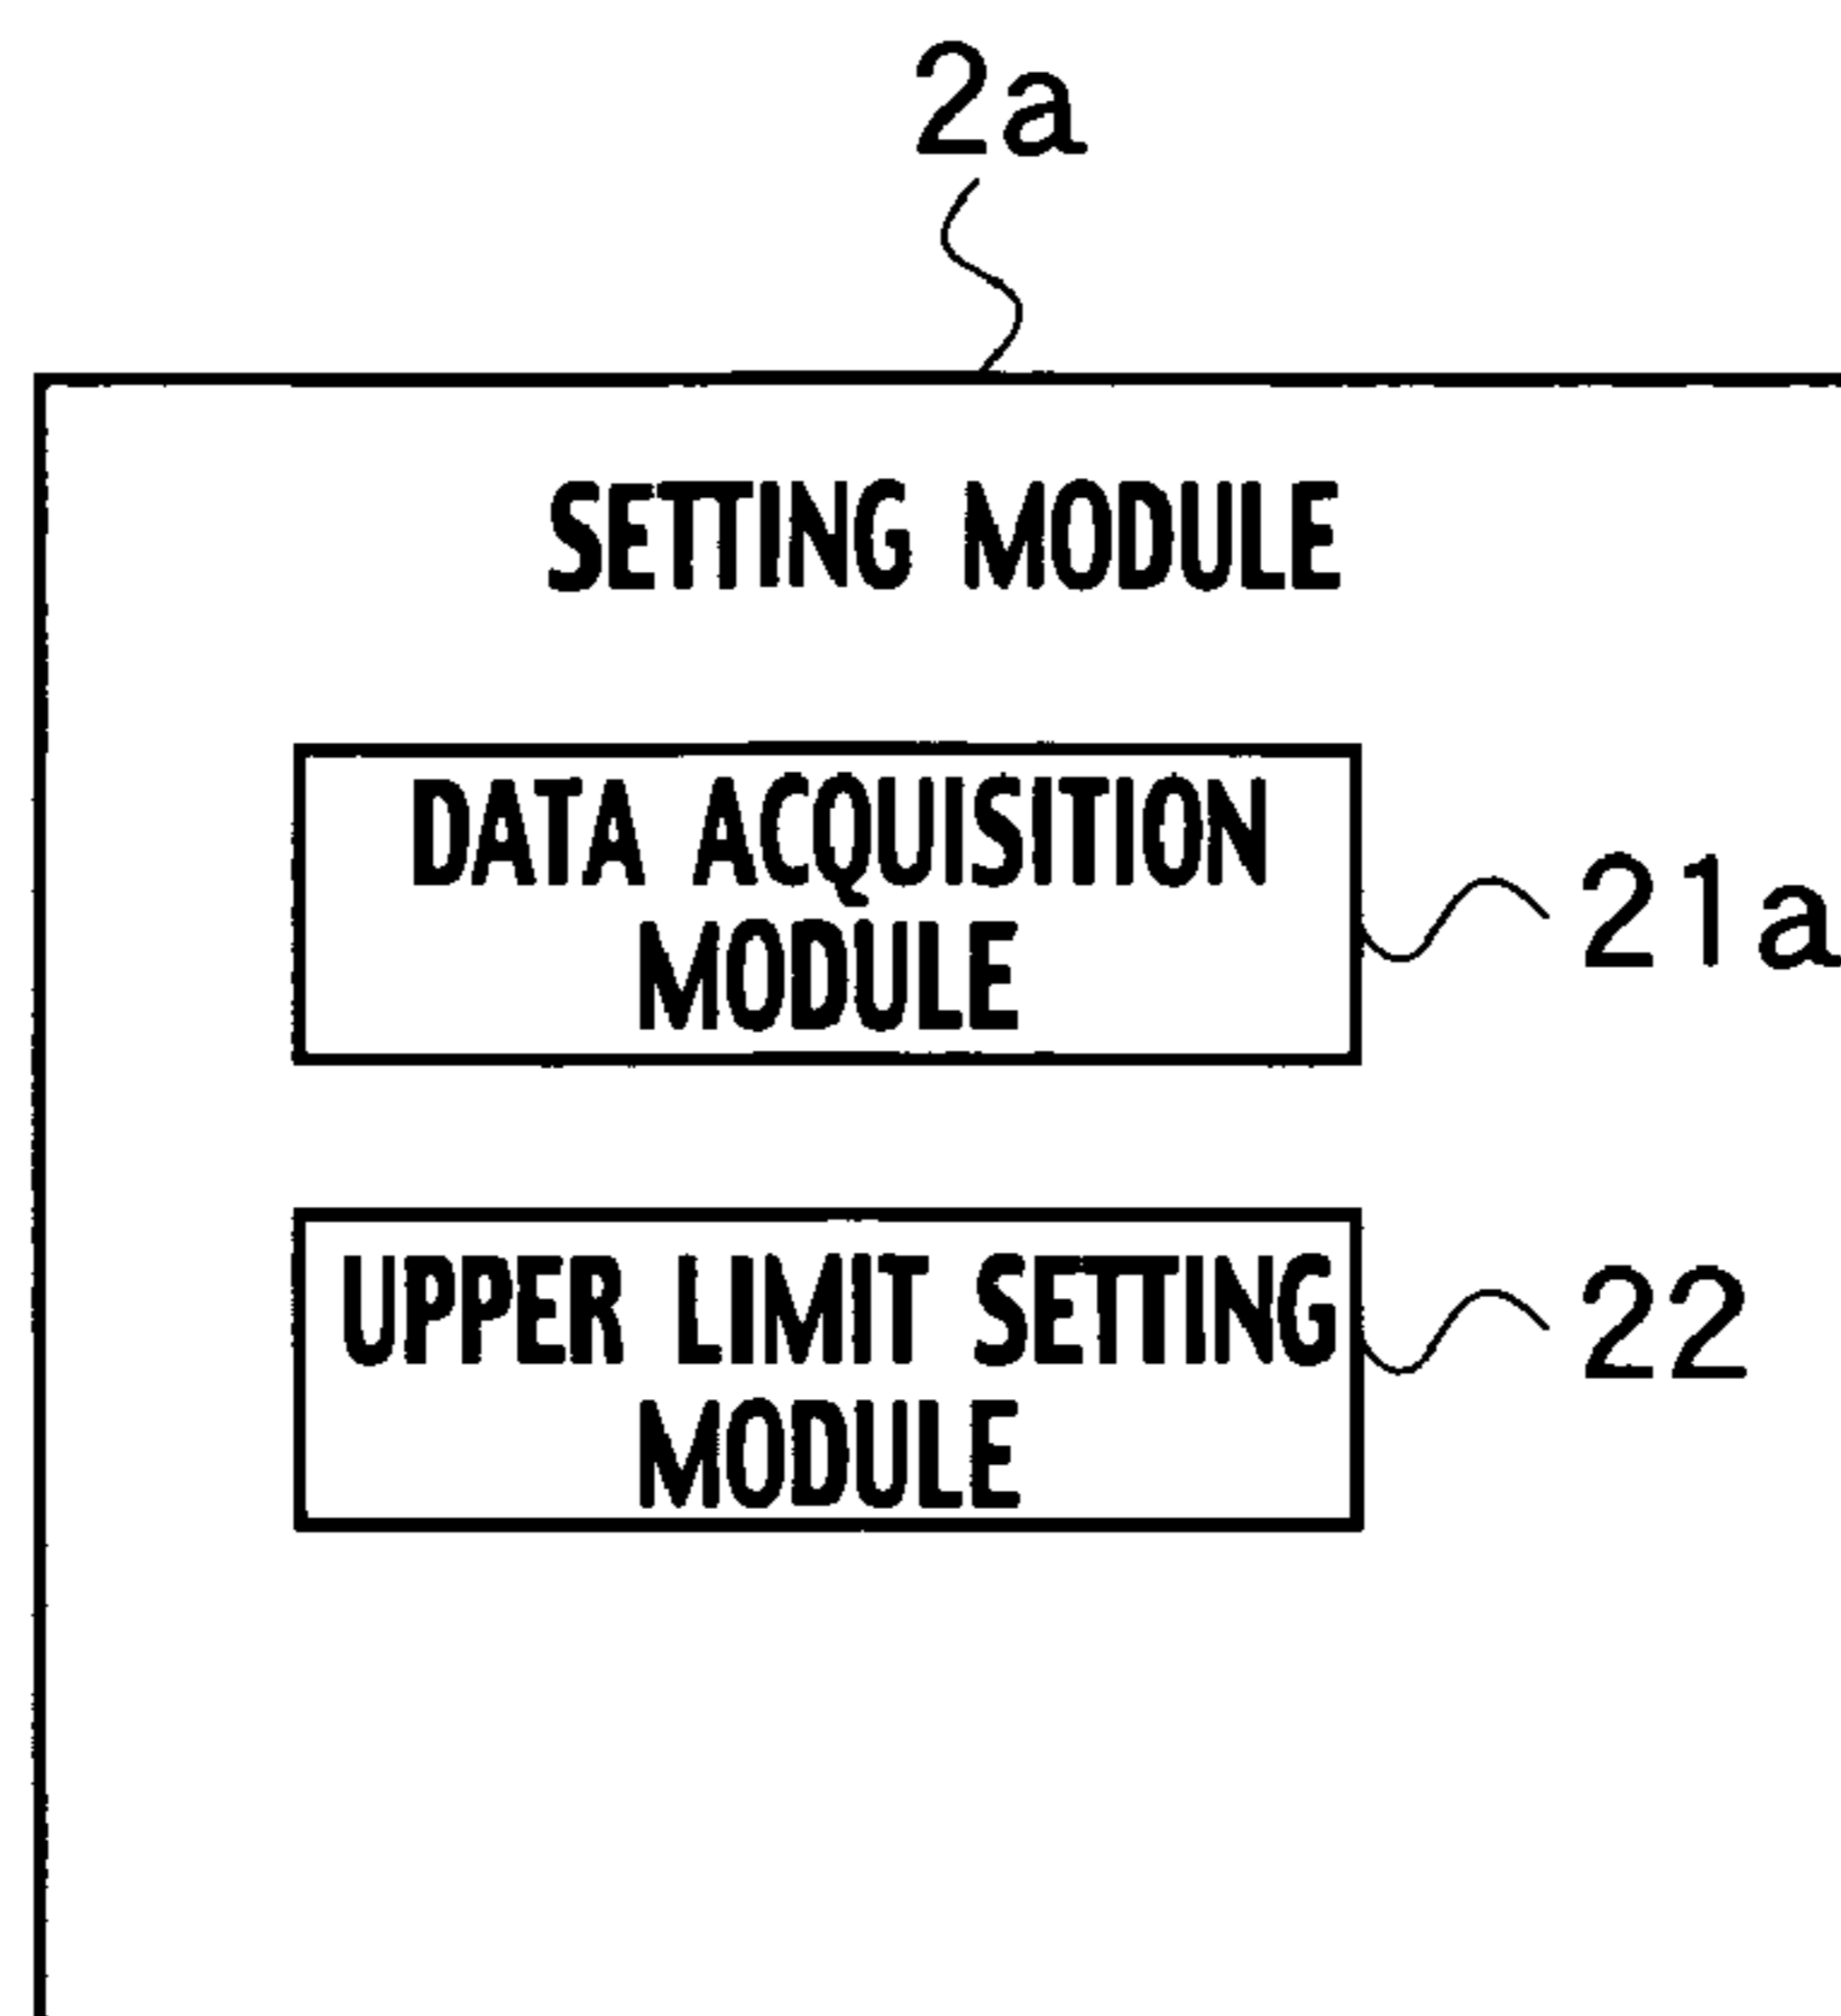 2a
SETTING MODULE
DATA ACQUISITION
MODULE
21a
UPPER LIMIT SETTING
MODULE
22